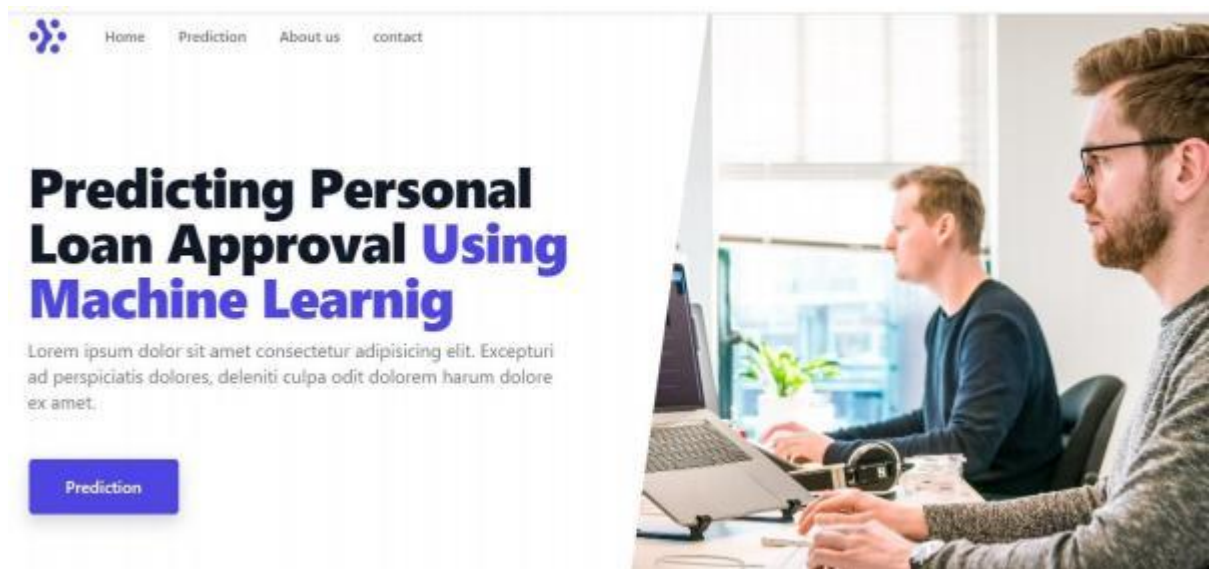 Home Prediction About us contact
Predicting Personal
Loan Approval Using
Machine Learnig
Lorem ipsum dolor sit amet consectetur adipisicing elit. Excepturi
ad perspiciatis dolores, deleniti culpa odit dolorem harum dolore
ex amet.
Prediction